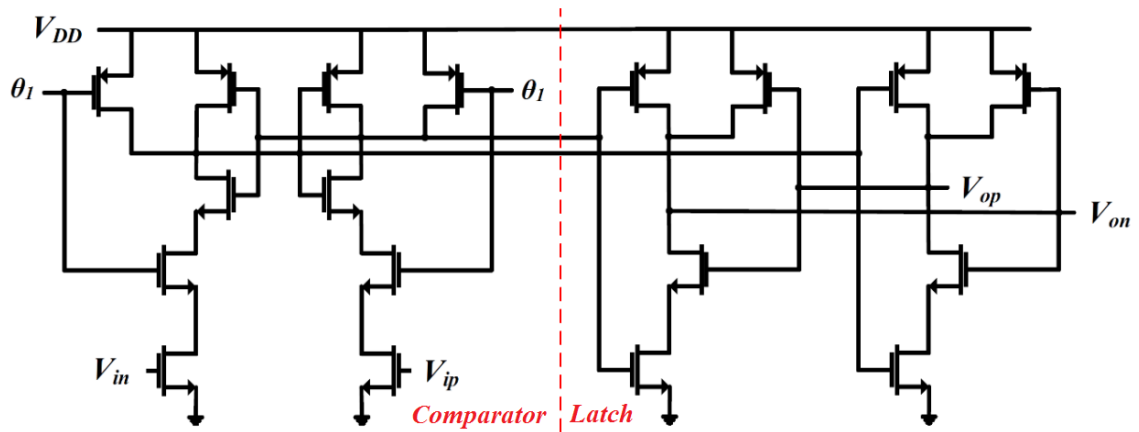 VDD
θ1
θ1
Vop
Von
Vin
Vip
Comparator
Latch